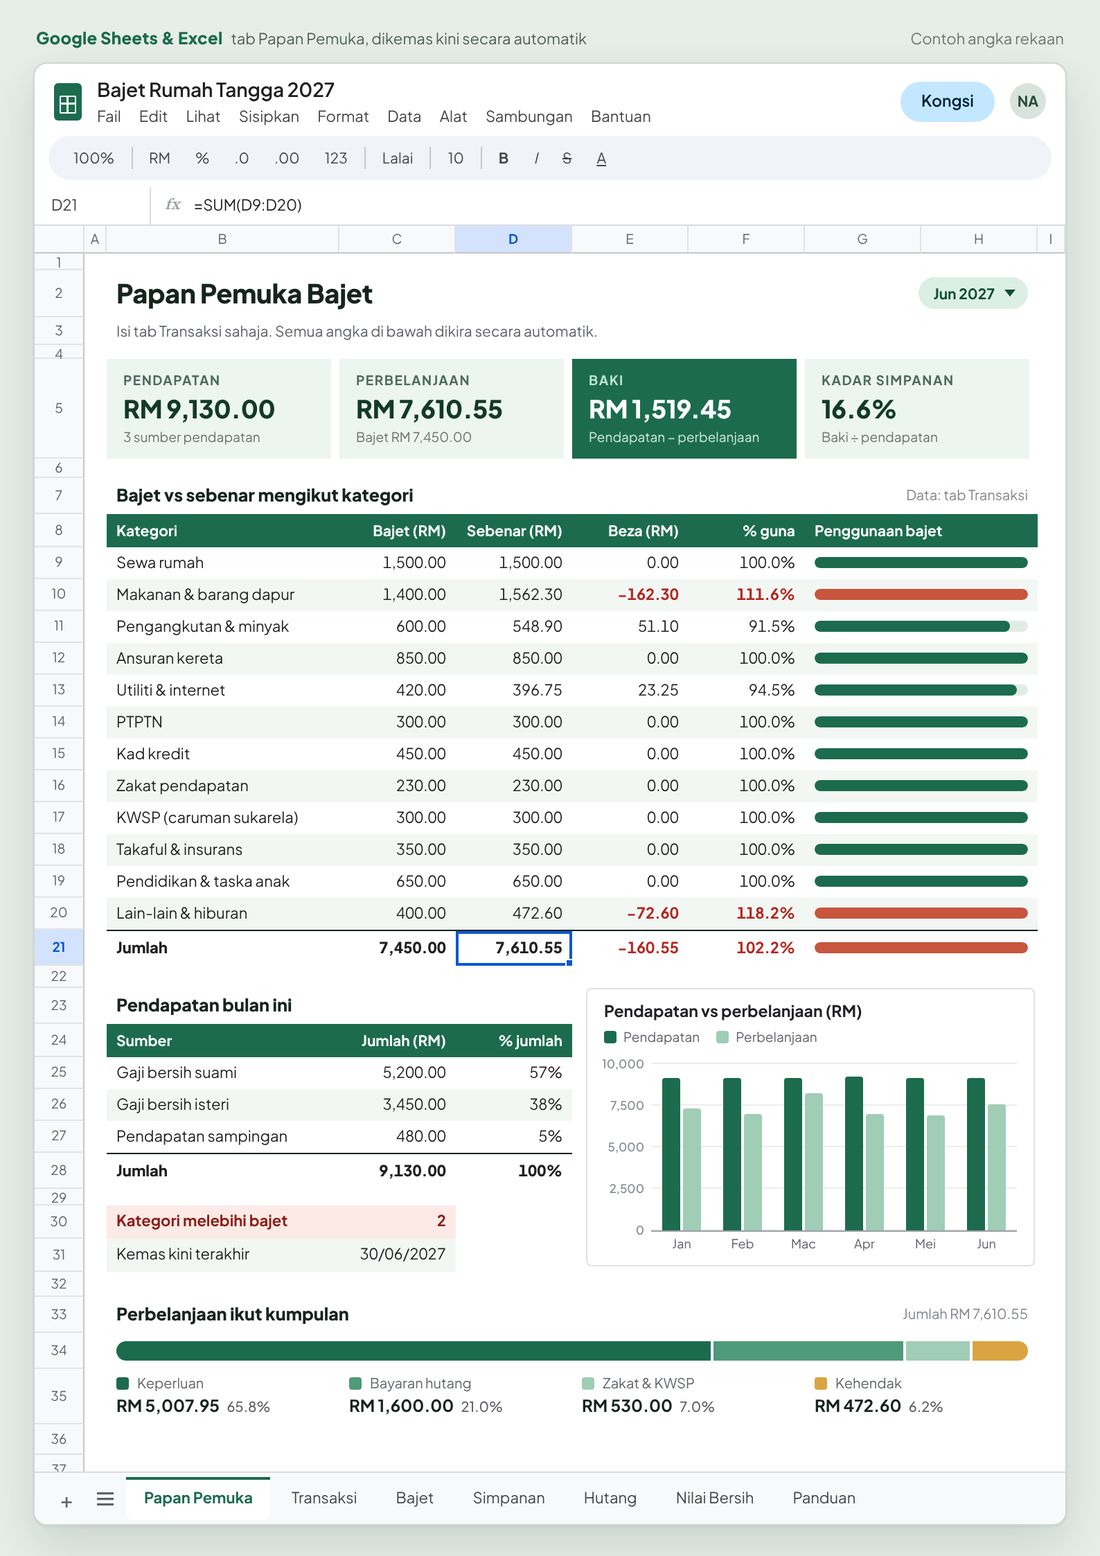 Google Sheets & Excel tab Papan Pemuka, dikemas kini secara automatik Contoh angka rekaan
Bajet Rumah Tangga 2027
Fail Edit Lihat Sisipkan Format Data Alat Sambungan Bantuan
Kongsi NA
100% RM % .0 .00 123 Lalai 10 B I S A
D21 fx =SUM(D9:D20)
A B C D E F G H I
1
2 Papan Pemuka Bajet Jun 2027
3 Isi tab Transaksi sahaja. Semua angka di bawah dikira secara automatik.
4
PENDAPATAN PERBELANJAAN BAKI KADAR SIMPANAN
5 RM 9,130.00 RM 7,610.55 RM 1,519.45 16.6%
3 sumber pendapatan Bajet RM 7,450.00 Pendapatan – perbelanjaan Baki ÷ pendapatan
6
7 Bajet vs sebenar mengikut kategori Data: tab Transaksi
8 Kategori Bajet (RM) Sebenar (RM) Beza (RM) % guna Penggunaan bajet
9 Sewa rumah 1,500.00 1,500.00 0.00 100.0%
10 Makanan & barang dapur 1,400.00 1,562.30 –162.30 111.6%
11 Pengangkutan & minyak 600.00 548.90 51.10 91.5%
12 Ansuran kereta 850.00 850.00 0.00 100.0%
13 Utiliti & internet 420.00 396.75 23.25 94.5%
14 PTPTN 300.00 300.00 0.00 100.0%
15 Kad kredit 450.00 450.00 0.00 100.0%
16 Zakat pendapatan 230.00 230.00 0.00 100.0%
17 KWSP (caruman sukarela) 300.00 300.00 0.00 100.0%
18 Takaful & insurans 350.00 350.00 0.00 100.0%
19 Pendidikan & taska anak 650.00 650.00 0.00 100.0%
20 Lain-lain & hiburan 400.00 472.60 –72.60 118.2%
21 Jumlah 7,450.00 7,610.55 –160.55 102.2%
22
23 Pendapatan bulan ini
24 Sumber Jumlah (RM) % jumlah
25 Gaji bersih suami 5,200.00 57%
26 Gaji bersih isteri 3,450.00 38%
27 Pendapatan sampingan 480.00 5%
28 Jumlah 9,130.00 100%
29
30 Kategori melebihi bajet 2
31 Kemas kini terakhir 30/06/2027
Pendapatan vs perbelanjaan (RM)
Pendapatan Perbelanjaan
10,000
7,500
5,000
2,500
0
Jan Feb Mac Apr Mei Jun
32
33 Perbelanjaan ikut kumpulan Jumlah RM 7,610.55
34
35 Keperluan Bayaran hutang Zakat & KWSP Kehendak
RM 5,007.95 65.8% RM 1,600.00 21.0% RM 530.00 7.0% RM 472.60 6.2%
36
37
+ Papan Pemuka Transaksi Bajet Simpanan Hutang Nilai Bersih Panduan